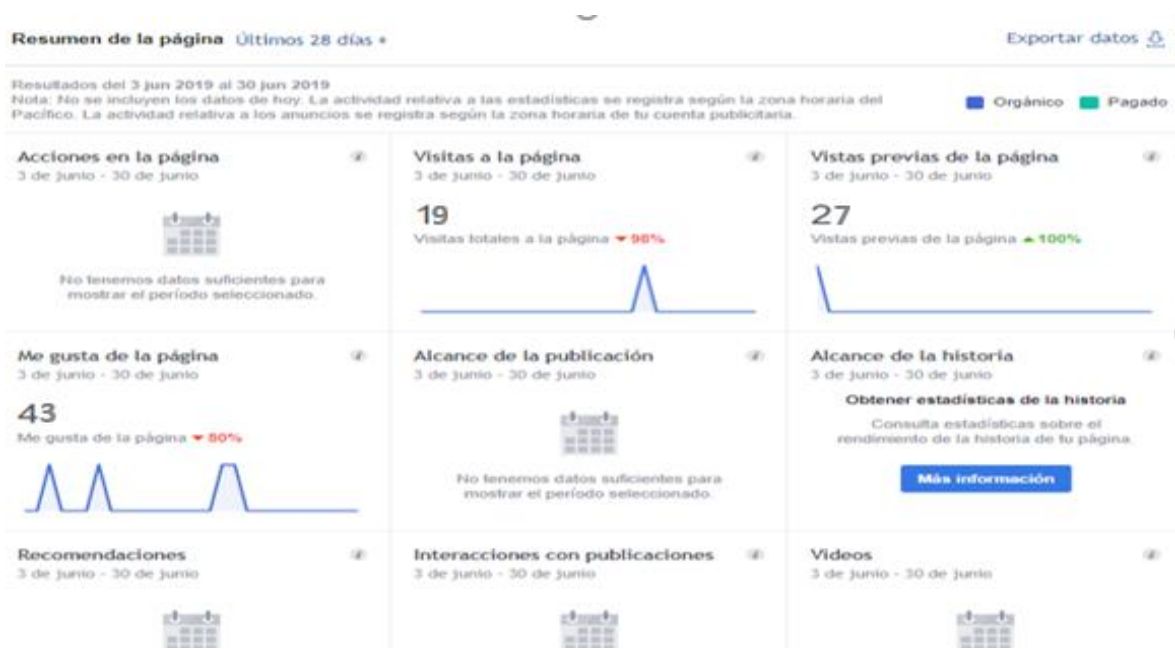 Resumen de la página Últimos 28 días
Exportar datos
Resultados del 3 jun 2019 al 30 jun 2019
Nota: No se incluyen los datos de hoy. La actividad relativa a las estadísticas se registra según la zona horaria del
Pacífico. La actividad relativa a los anuncios se registra según la zona horaria de tu cuenta publicitaria.
Orgánico Pagado
Acciones en la página
3 de junio - 30 de junio
No tenemos datos suficientes para
mostrar el período seleccionado.
Visitas a la página
3 de junio - 30 de junio
19
Visitas totales a la página 98%
Vistas previas de la página
3 de junio - 30 de junio
27
Vistas previas de la página 100%
Me gusta de la página
3 de junio - 30 de junio
43
Me gusta de la página 80%
Alcance de la publicación
3 de junio - 30 de junio
No tenemos datos suficientes para
mostrar el período seleccionado.
Alcance de la historia
3 de junio - 30 de junio
Obtener estadísticas de la historia
Consulta estadísticas sobre el
rendimiento de la historia de tu página.
Más información
Recomendaciones
3 de junio - 30 de junio
Interacciones con publicaciones
3 de junio - 30 de junio
Videos
3 de junio - 30 de junio